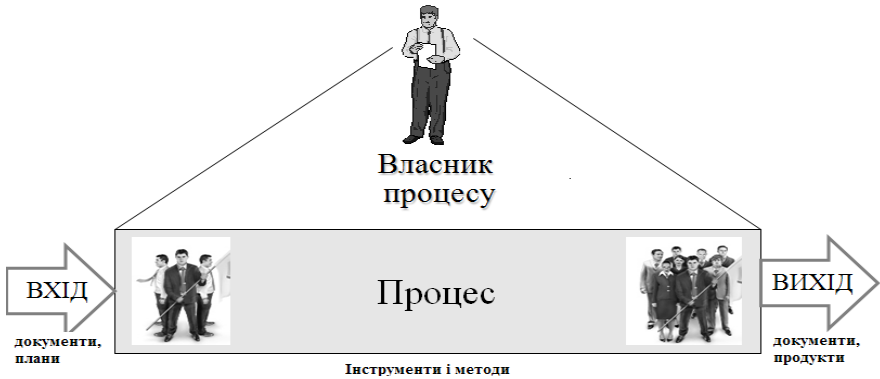 Власник
процесу
ВХІД
Процес
ВИХІД
документи,
плани
документи,
продукти
Інструменти і методи